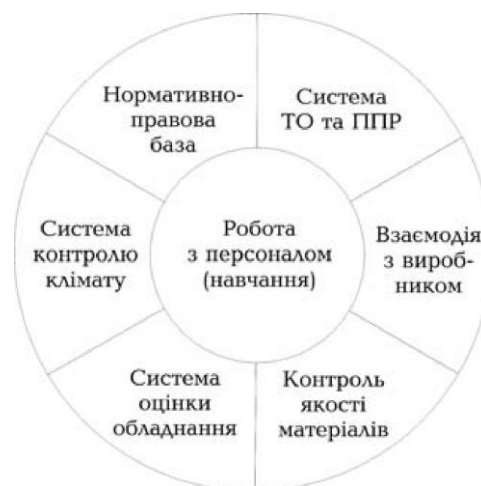 Нормативно-
правова
база
Система
ТО та ППР
Система
контролю
клімату
Робота
з персоналом
(навчання)
Взаємодія
з вироб-
ником
Система
оцінки
обладнання
Контроль
якості
матеріалів